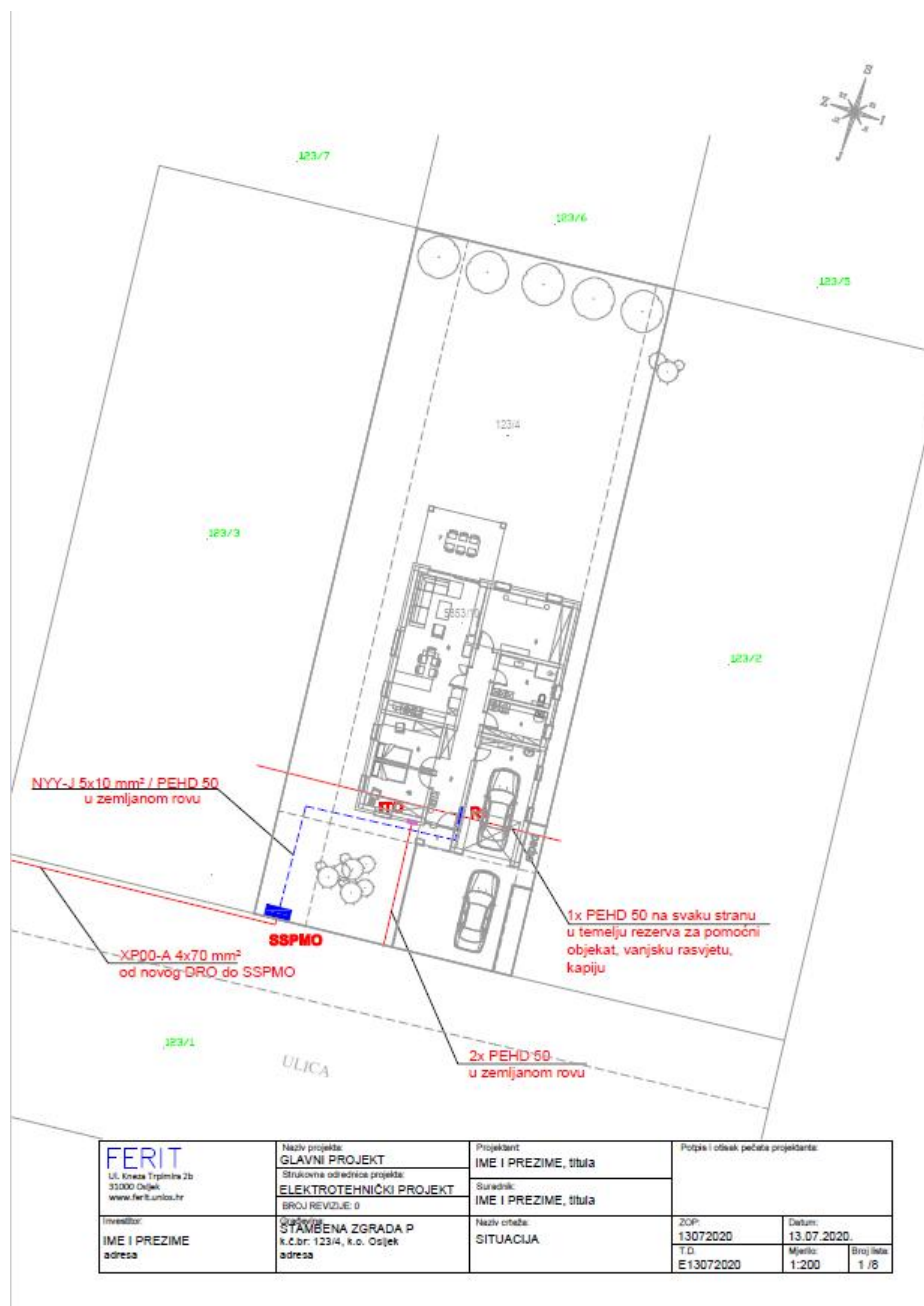 S
Z
I
J
123/7
123/6
123/5
123/4
123/3
5853/10
123/2
NYY-J 5x10 mm² / PEHD 50
u zemljanom rovu
ITO
R
1x PEHD 50 na svaku stranu
u temelju rezerva za pomoćni
objekat, vanjsku rasvjetu,
kapiju
SSPMO
XP00-A 4x70 mm²
od novog DRO do SSPMO
2x PEHD 50
u zemljanom rovu
123/1
ULICA
FERIT
Ul. Kneza Trpimira 2b
31000 Osijek
www.ferit.unios.hr
Naziv projekta:
GLAVNI PROJEKT
Strukovna odrednica projekta:
ELEKTROTEHNIČKI PROJEKT
BROJ REVIZIJE: 0
Projektant:
IME I PREZIME, titula
Suradnik:
IME I PREZIME, titula
Potpis i otisak pečata projektanta:
Investitor:
IME I PREZIME
adresa
Građevina:
STAMBENA ZGRADA P
k.č.br: 123/4, k.o. Osijek
adresa
Naziv crteža:
SITUACIJA
ZOP:
13072020
Datum:
13.07.2020.
T.D.
E13072020
Mjerilo:
1:200
Broj lista:
1 /8